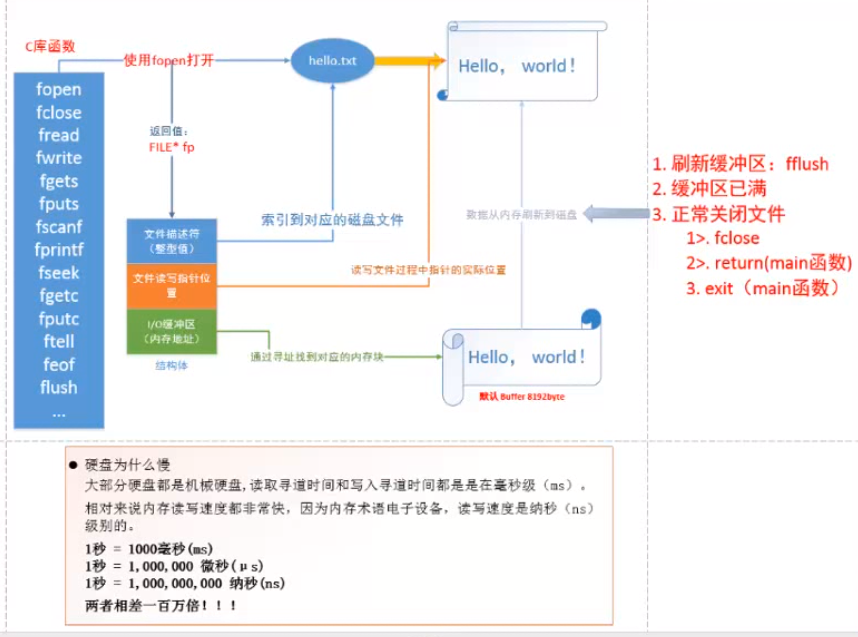 C库函数
fopen
fclose
fread
fwrite
fgets
fputs
fscanf
fprintf
fseek
fgetc
fputc
ftell
feof
flush
...
使用fopen打开
hello.txt
Hello， world！
返回值：
FILE* fp
文件描述符
（整型值）
文件读写指针位
置
I/O缓冲区
（内存地址）
结构体
索引到对应的磁盘文件
读写文件过程中指针的实际位置
通过寻址找到对应的内存块
数据从内存刷新到磁盘
Hello， world！
默认 Buffer 8192byte
1. 刷新缓冲区：fflush
2. 缓冲区已满
3. 正常关闭文件
1>. fclose
2>. return(main函数)
3. exit（main函数）
● 硬盘为什么慢
大部分硬盘都是机械硬盘,读取寻道时间和写入寻道时间都是是在毫秒级（ms）。
相对来说内存读写速度都非常快，因为内存术语电子设备，读写速度是纳秒（ns）
级别的。
1秒 = 1000毫秒(ms)
1秒 = 1,000,000 微秒(μs)
1秒 = 1,000,000,000 纳秒(ns)
两者相差一百万倍！！！